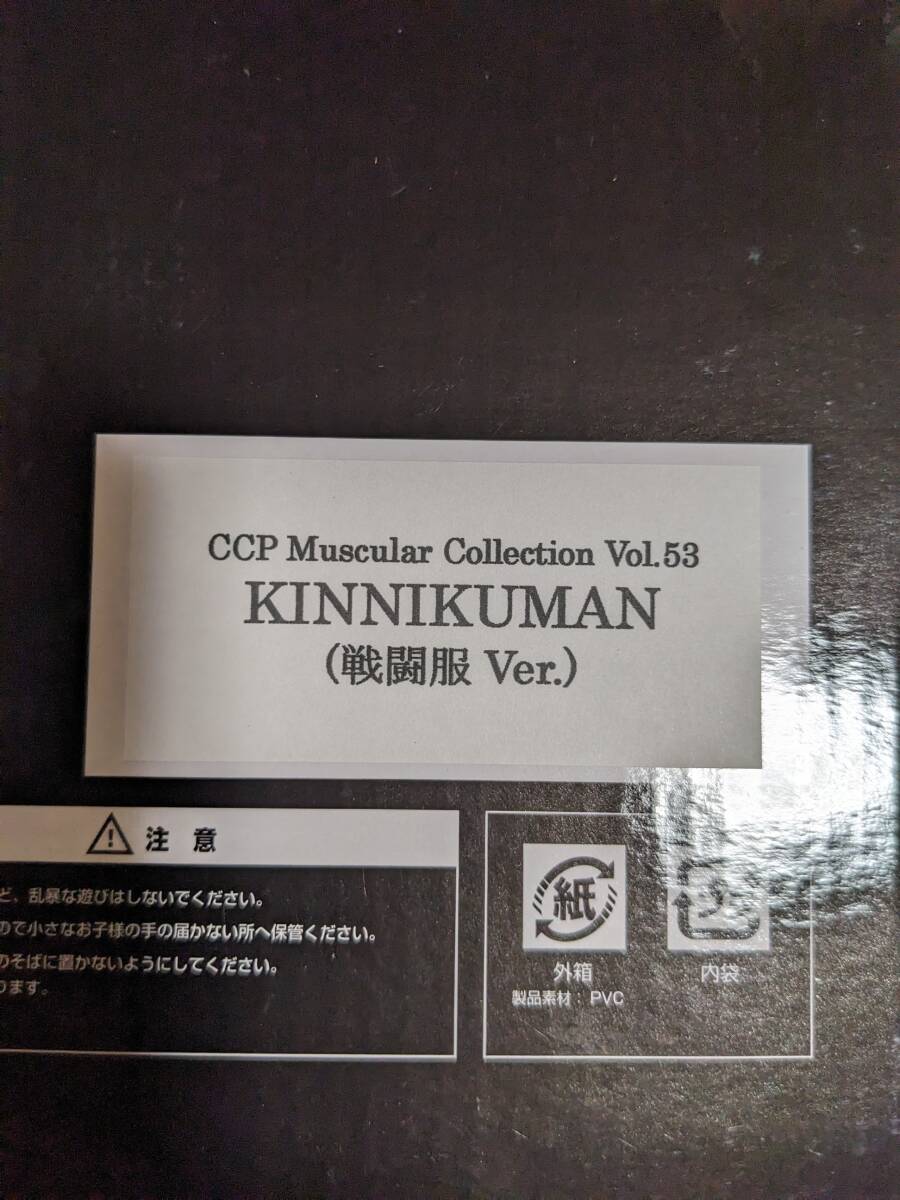 CCP Muscular Collection Vol.53
KINNIKUMAN
(戦闘服 Ver.)
注 意
ど、乱暴な遊びはしないでください。
ので小さなお子様の手の届かない所へ保管ください。
のそばに置かないようにしてください。
ります。
紙
外箱
内袋
製品素材：PVC